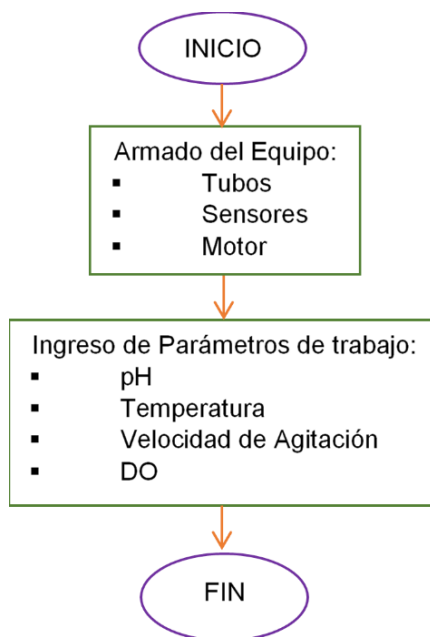 INICIO
Armado del Equipo:
▪ Tubos
▪ Sensores
▪ Motor
Ingreso de Parámetros de trabajo:
▪ pH
▪ Temperatura
▪ Velocidad de Agitación
▪ DO
FIN